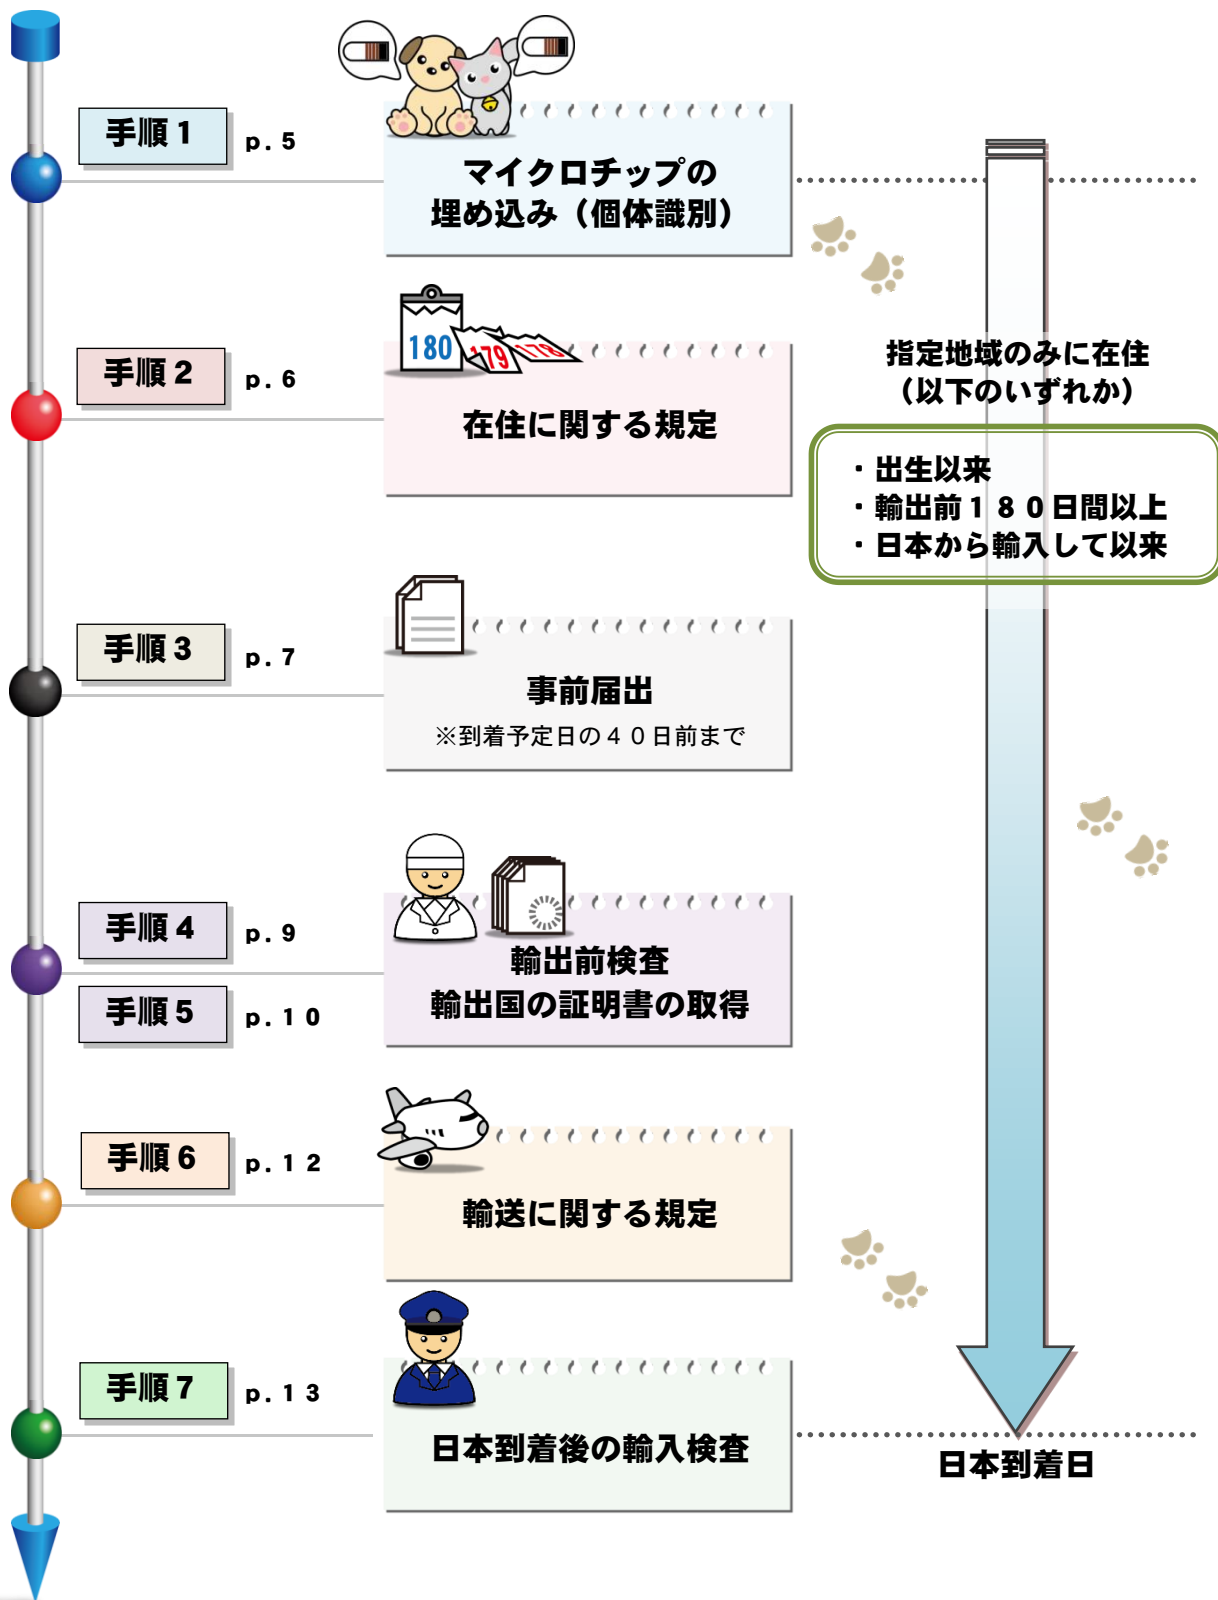 手順１
p．5
マイクロチップの
埋め込み（個体識別）
手順２
p．6
180
179
178
在住に関する規定
指定地域のみに在住
（以下のいずれか）
・出生以来
・輸出前１８０日間以上
・日本から輸入して以来
手順３
p．7
事前届出
※到着予定日の４０日前まで
手順４
p．9
手順５
p．10
輸出前検査
輸出国の証明書の取得
手順６
p．12
輸送に関する規定
手順７
p．13
日本到着後の輸入検査
日本到着日